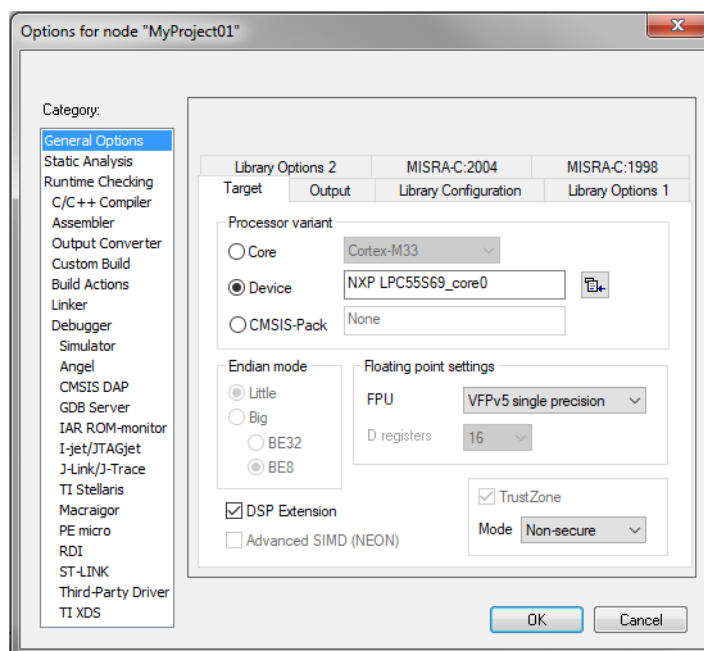 Options for node "MyProject01"
Category:
General Options
Static Analysis
Runtime Checking
C/C++ Compiler
Assembler
Output Converter
Custom Build
Build Actions
Linker
Debugger
Simulator
Angel
CMSIS DAP
GDB Server
IAR ROM-monitor
I-jet/JTAGjet
J-Link/J-Trace
TI Stellaris
Macraigor
PE micro
RDI
ST-LINK
Third-Party Driver
TI XDS
Library Options 2 MISRA-C:2004 MISRA-C:1998
Target Output Library Configuration Library Options 1
Processor variant
Core Cortex-M33
Device NXP LPC55S69_core0
CMSIS-Pack None
Endian mode
Little
Big
BE32
BE8
Floating point settings
FPU VFPv5 single precision
D registers 16
DSP Extension
Advanced SIMD (NEON)
TrustZone
Mode Non-secure
OK Cancel